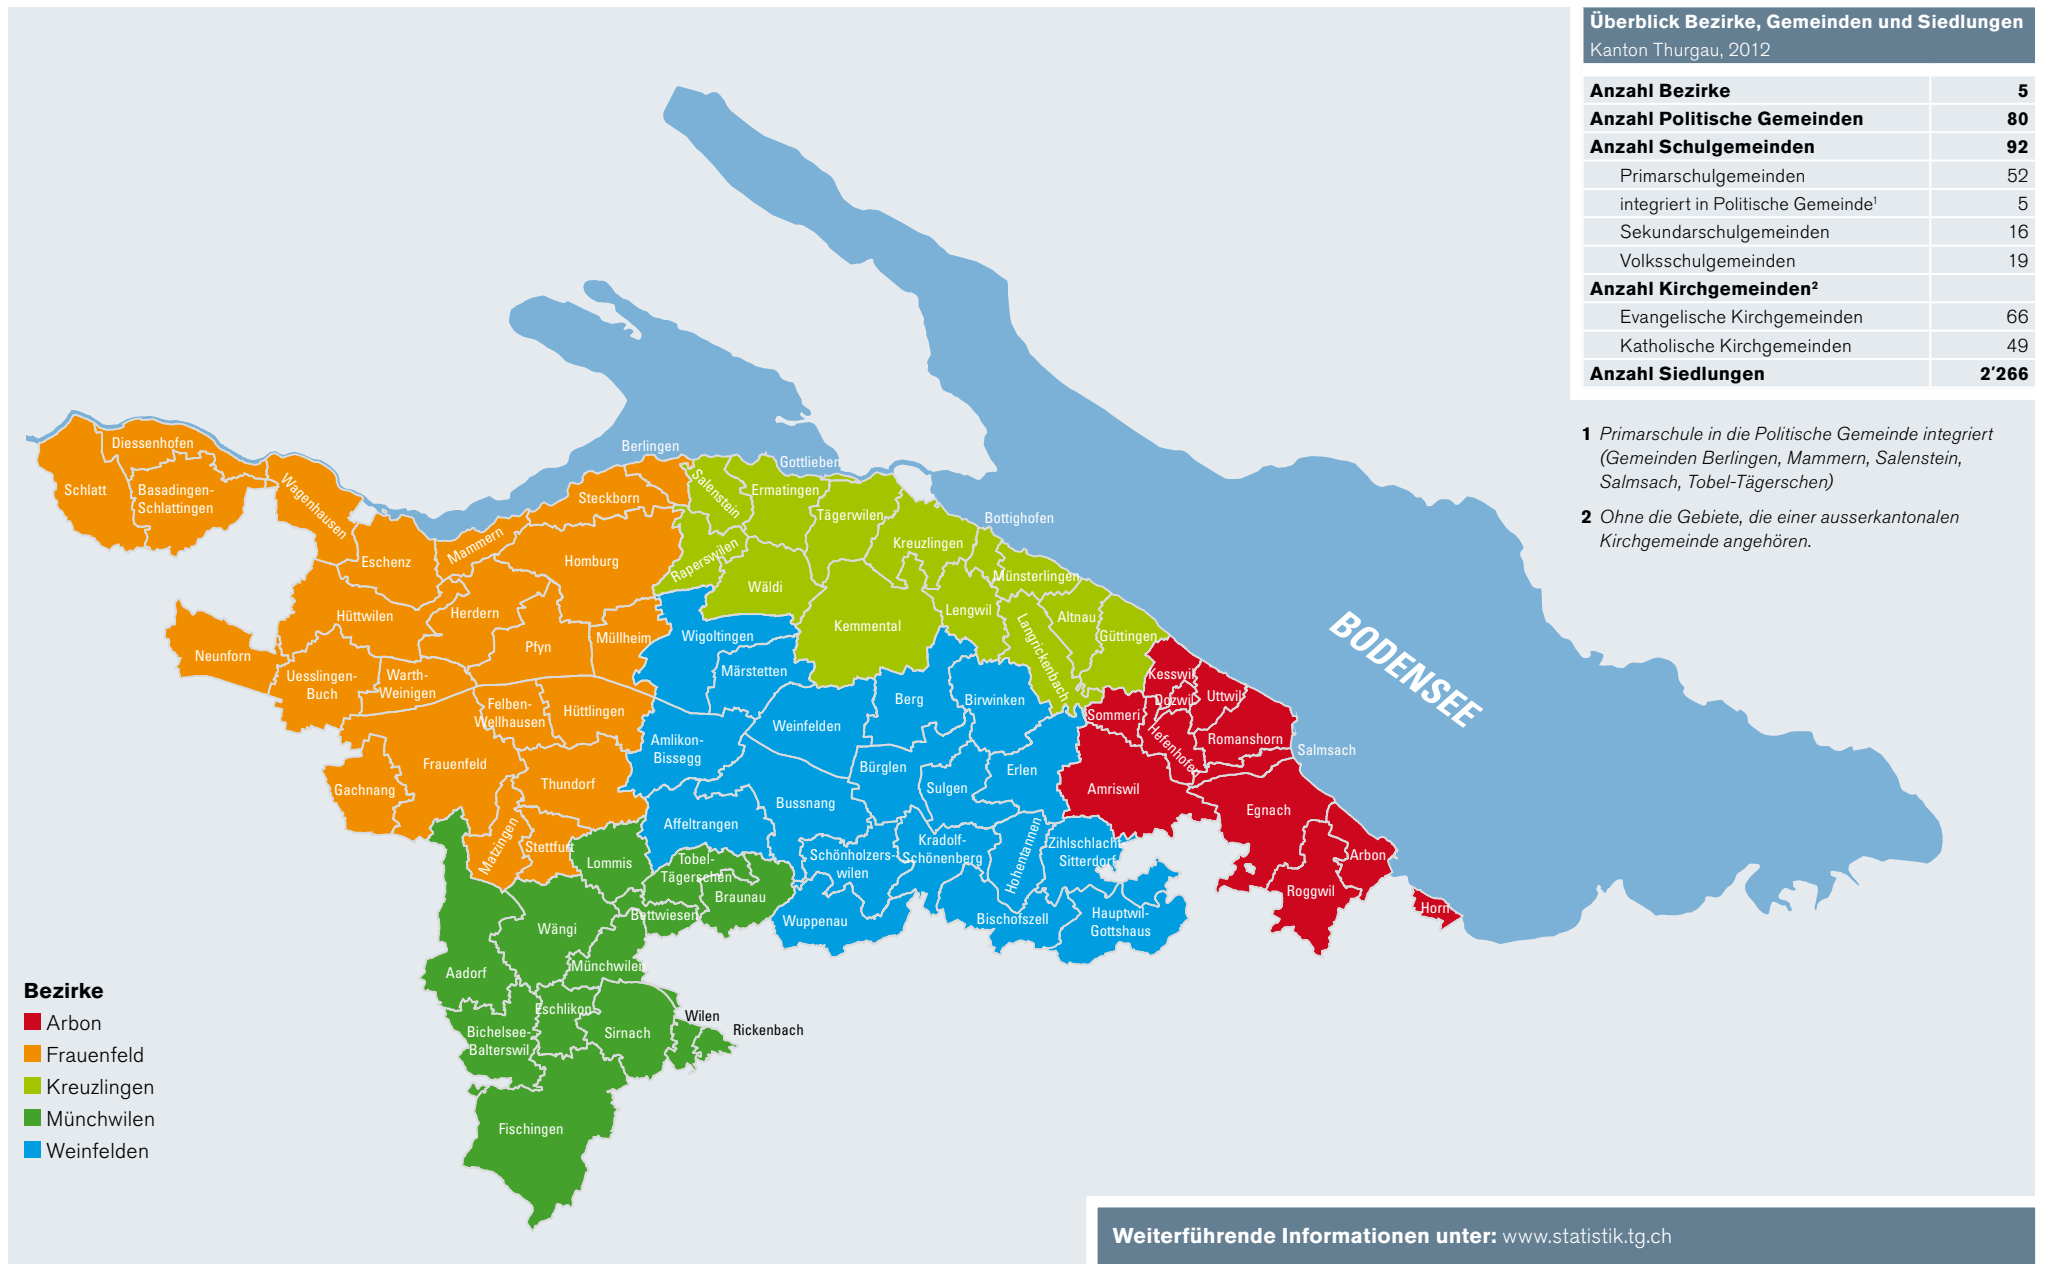 Überblick Bezirke, Gemeinden und Siedlungen
Kanton Thurgau, 2012
Anzahl Bezirke 5
Anzahl Politische Gemeinden 80
Anzahl Schulgemeinden 92
Primarschulgemeinden 52
integriert in Politische Gemeinde¹ 5
Sekundarschulgemeinden 16
Volksschulgemeinden 19
Anzahl Kirchgemeinden²
Evangelische Kirchgemeinden 66
Katholische Kirchgemeinden 49
Anzahl Siedlungen 2'266
1 Primarschule in die Politische Gemeinde integriert
(Gemeinden Berlingen, Mammern, Salenstein,
Salmsach, Tobel-Tägerschen)
2 Ohne die Gebiete, die einer ausserkantonalen
Kirchgemeinde angehören.
BODENSEE
Diessenhofen
Schlatt
Basadingen-
Schlattingen
Wagenhausen
Eschenz
Mammern
Steckborn
Berlingen
Homburg
Hüttwilen
Herdern
Pfyn
Müllheim
Neunforn
Uesslingen-
Buch
Warth-
Weinigen
Felben-
Wellhausen
Hüttlingen
Frauenfeld
Gachnang
Thundorf
Matzingen
Stettfurt
Salenstein
Ermatingen
Gottlieben
Tägerwilen
Raperswilen
Wäldi
Kreuzlingen
Bottighofen
Münsterlingen
Kemmental
Lengwil
Langrickenbach
Altnau
Güttingen
Wigoltingen
Märstetten
Berg
Birwinken
Weinfelden
Amlikon-
Bissegg
Bürglen
Erlen
Sulgen
Bussnang
Affeltrangen
Schönholzers-
wilen
Kradolf-
Schönenberg
Hohentannen
Zihlschlacht-
Sitterdorf
Wuppenau
Bischofszell
Hauptwil-
Gottshaus
Kesswil
Dozwil
Uttwil
Sommeri
Hefenhofen
Romanshorn
Salmsach
Amriswil
Egnach
Arbon
Roggwil
Horn
Lommis
Tobel-
Tägerschen
Braunau
Bettwiesen
Wängi
Münchwilen
Aadorf
Eschlikon
Bichelsee-
Balterswil
Sirnach
Wilen
Rickenbach
Fischingen
Bezirke
Arbon
Frauenfeld
Kreuzlingen
Münchwilen
Weinfelden
Weiterführende Informationen unter: www.statistik.tg.ch